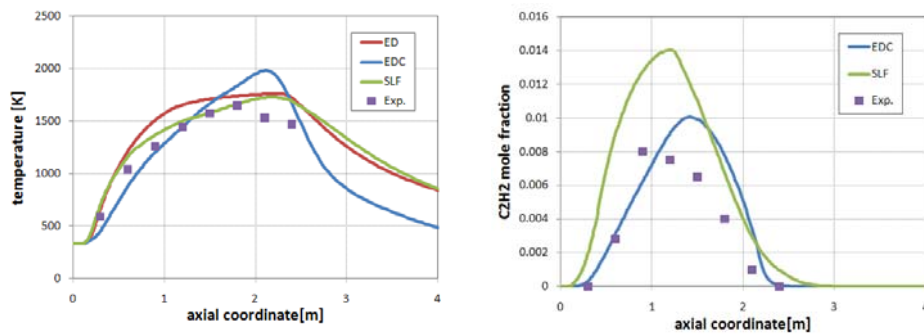 2500
2000
1500
1000
500
0
temperature [K]
ED
EDC
SLF
Exp.
0 1 2 3 4
axial coordinate[m]
0.016
0.014
0.012
0.01
0.008
0.006
0.004
0.002
0
C2H2 mole fraction
EDC
SLF
Exp.
0 1 2 3 4
axial coordinate[m]